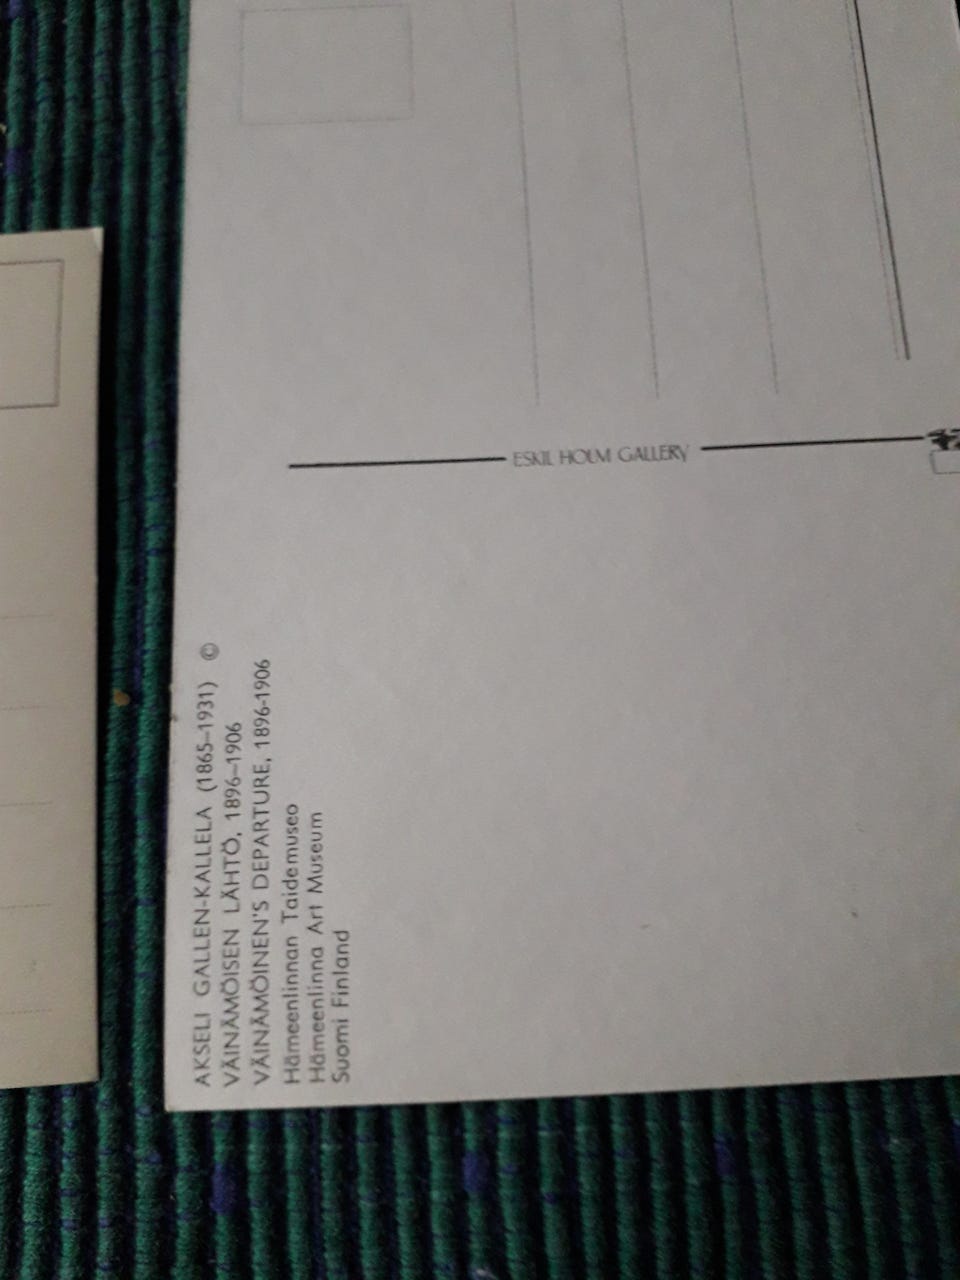 AKSELI GALLEN-KALLELA (1865–1931) ©
VÄINÄMÖISEN LÄHTÖ, 1896–1906
VÄINÄMÖINEN'S DEPARTURE, 1896-1906
Hämeenlinnan Taidemuseo
Hämeenlinna Art Museum
Suomi Finland
ESKIL HOLM GALLERY